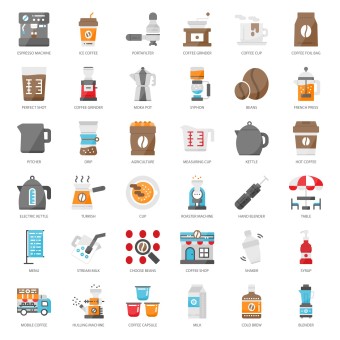 ESPRESSO MACHINE
ICE COFFEE
PORTAFILTER
COFFEE GRINDER
COFFEE CUP
COFFEE FOIL BAG
PERFECT SHOT
COFFEE GRINDER
MOKA POT
SYPHON
BEANS
FRENCH PRESS
PITCHER
DRIP
AGRICULTURE
MEASURING CUP
KETTLE
HOT COFFEE
ELECTRIC KETTLE
TURKISH
CUP
ROASTER MACHINE
HAND BLENDER
TABLE
MENU
STREAM MILK
CHOOSE BEANS
COFFEE SHOP
SHAKER
SYRUP
MOBILE COFFEE
HULLING MACHINE
COFFEE CAPSULE
MILK
COLD BREW
BLENDER